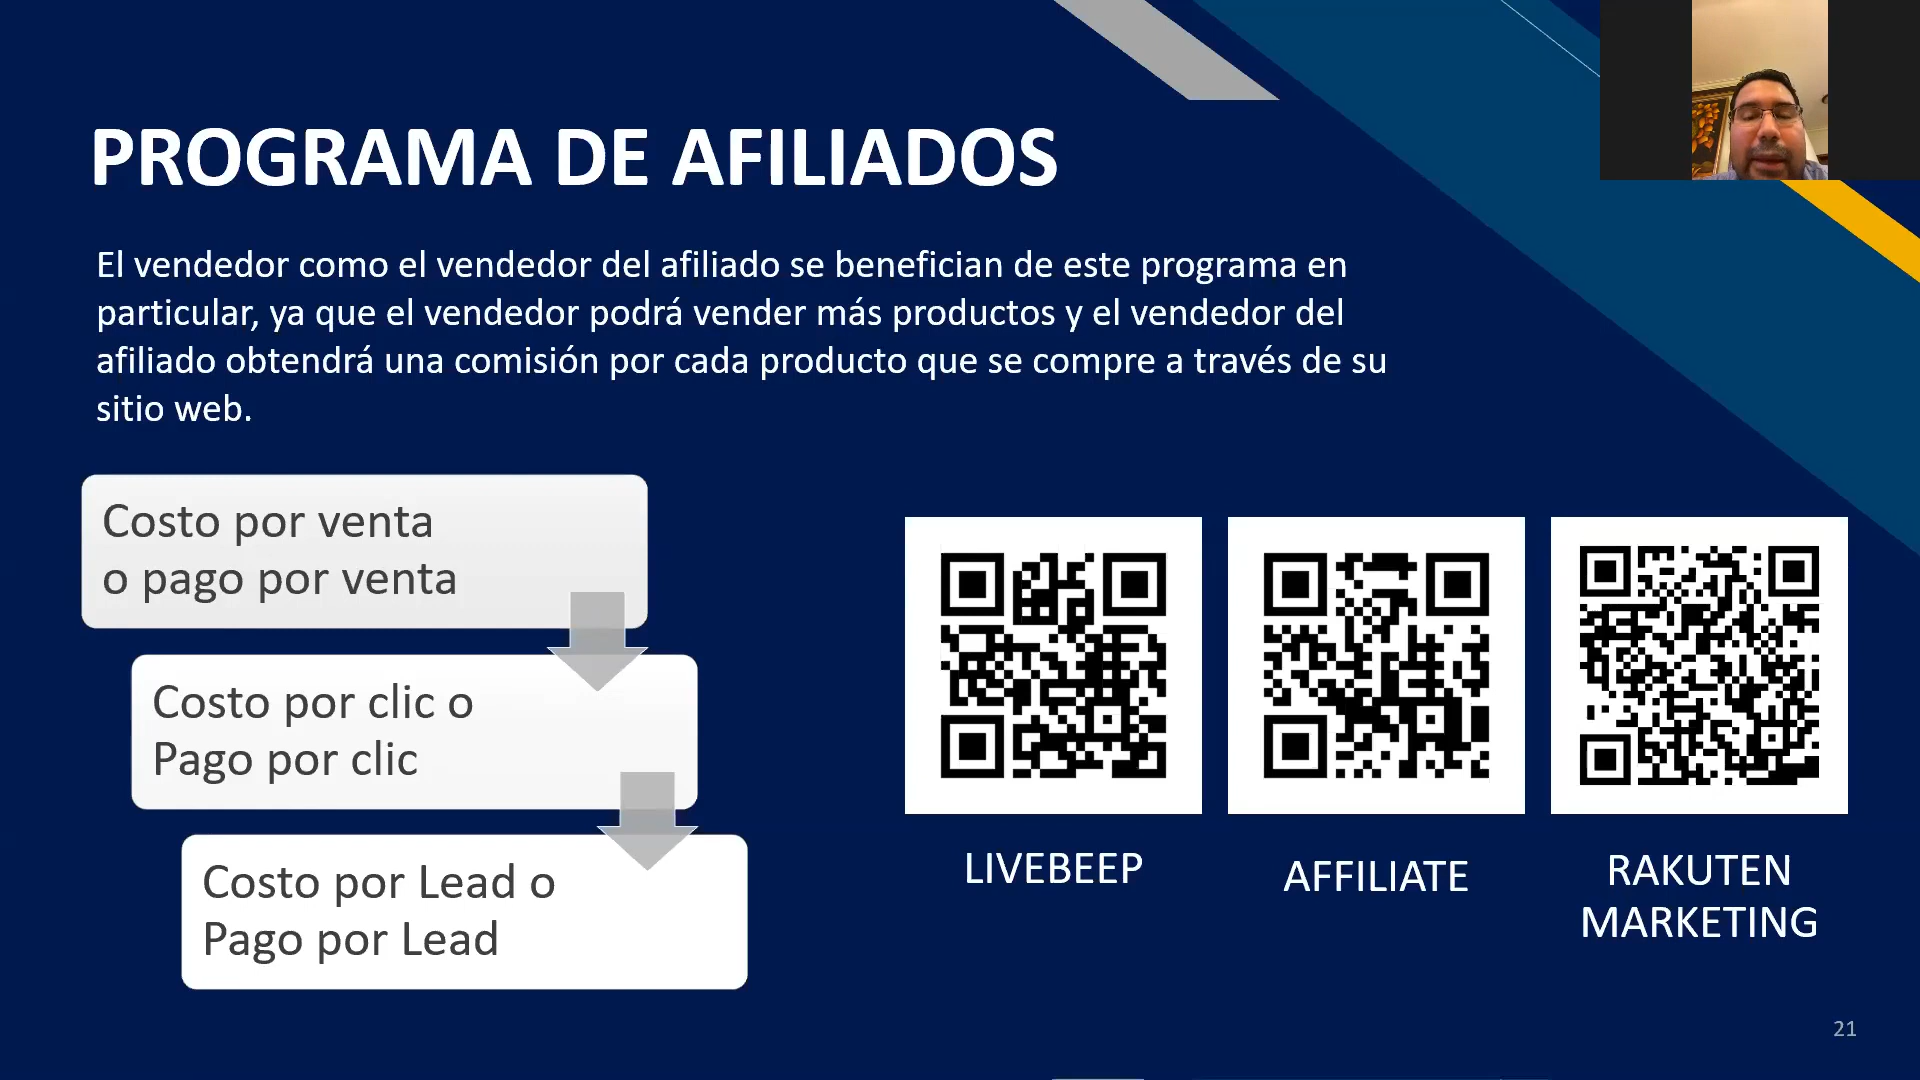 PROGRAMA DE AFILIADOS
El vendedor como el vendedor del afiliado se benefician de este programa en
particular, ya que el vendedor podrá vender más productos y el vendedor del
afiliado obtendrá una comisión por cada producto que se compre a través de su
sitio web.
Costo por venta
o pago por venta
Costo por clic o
Pago por clic
Costo por Lead o
Pago por Lead
LIVEBEEP
AFFILIATE
RAKUTEN
MARKETING
21